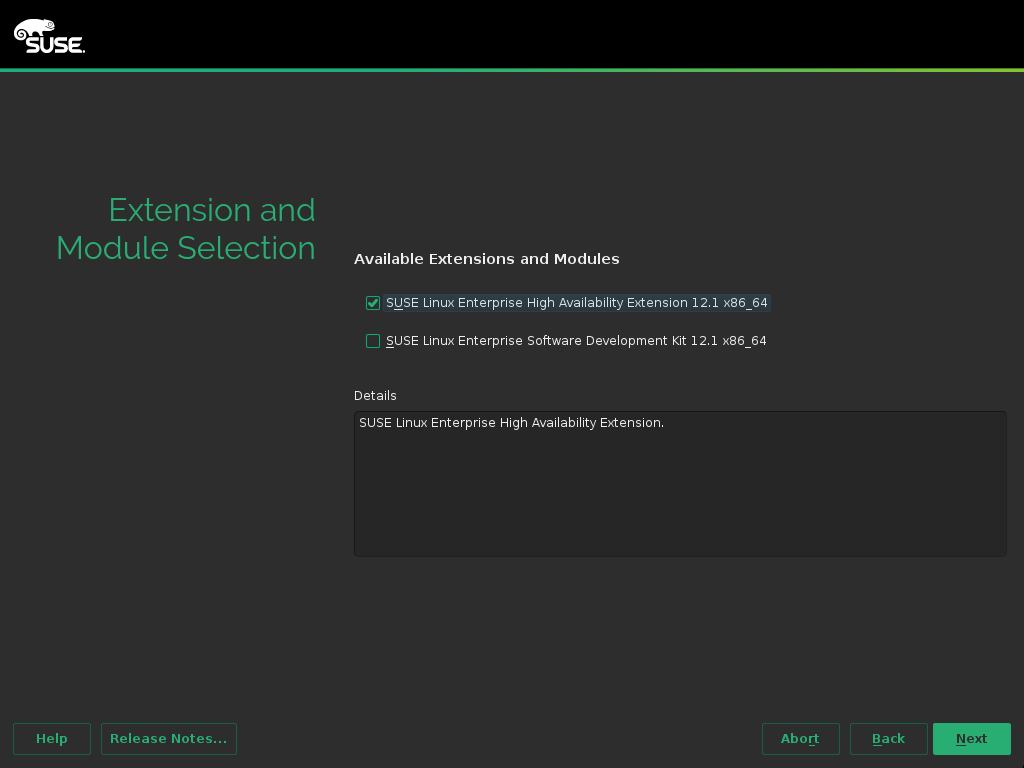 SUSE.
Extension and
Module Selection
Available Extensions and Modules
SUSE Linux Enterprise High Availability Extension 12.1 x86_64
SUSE Linux Enterprise Software Development Kit 12.1 x86_64
Details
SUSE Linux Enterprise High Availability Extension.
Help
Release Notes...
Abort
Back
Next